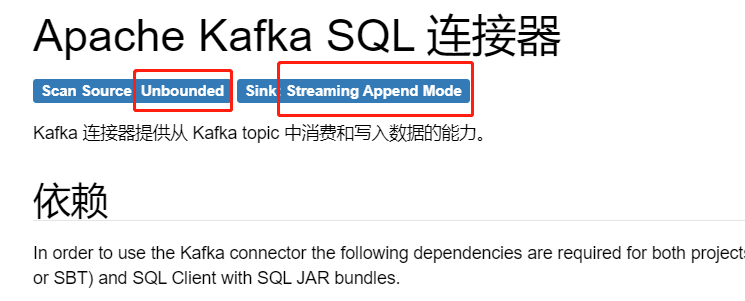 Apache Kafka SQL 连接器
Scan Source: Unbounded Sink: Streaming Append Mode
Kafka 连接器提供从 Kafka topic 中消费和写入数据的能力。
依赖
In order to use the Kafka connector the following dependencies are required for both projects
or SBT) and SQL Client with SQL JAR bundles.